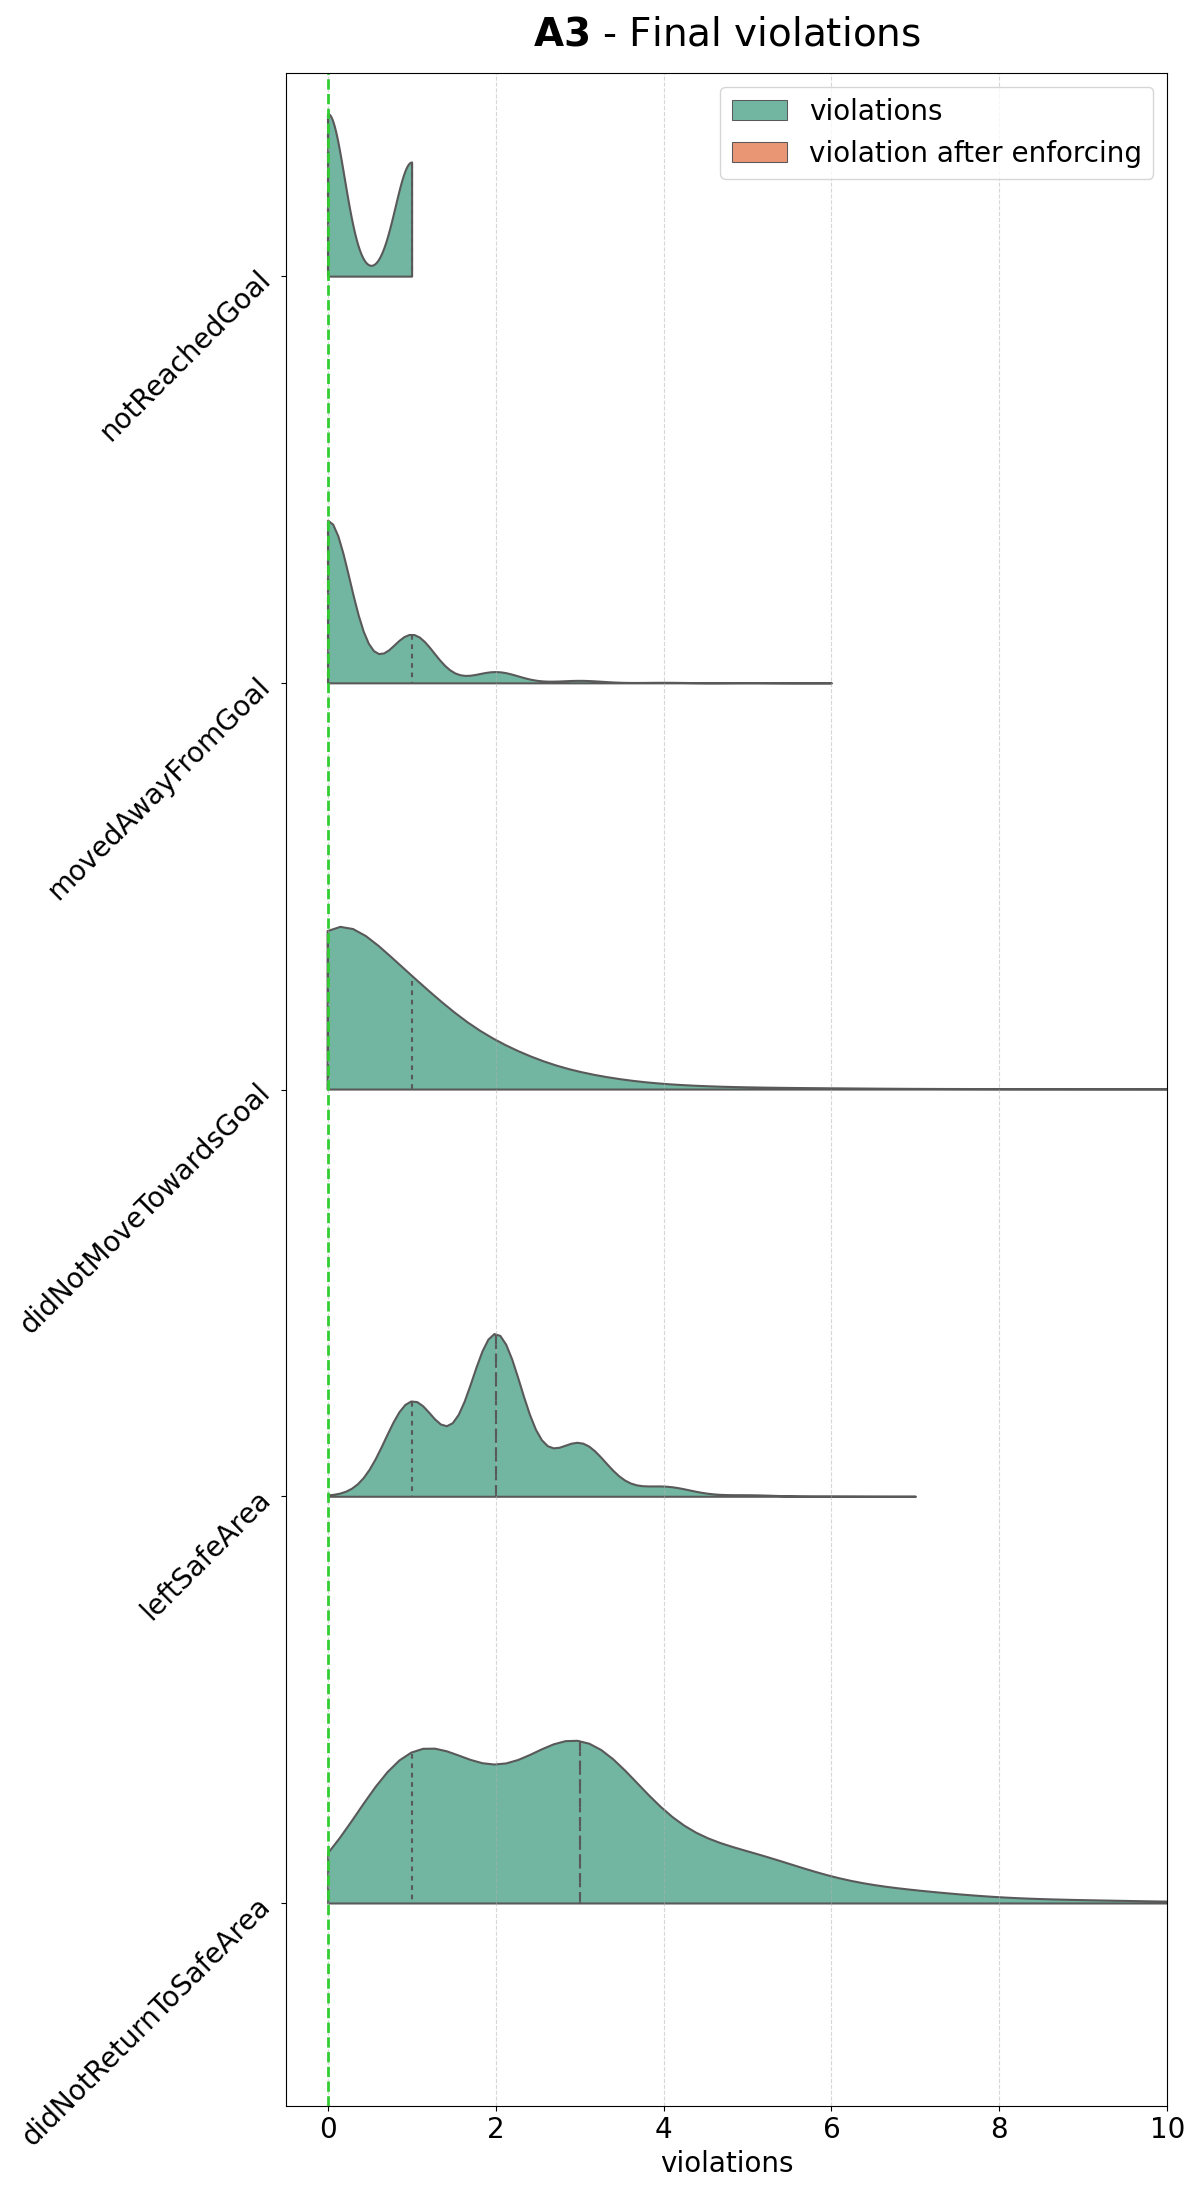 A3 - Final violations
violations
violation after enforcing
notReachedGoal
movedAwayFromGoal
didNotMoveTowardsGoal
leftSafeArea
didNotReturnToSafeArea
0 2 4 6 8 10
violations